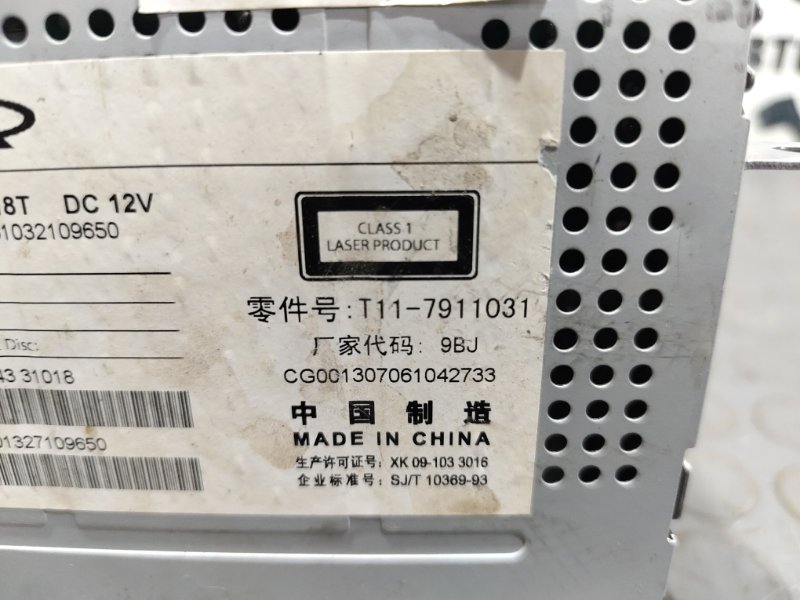 18T DC 12V
01032109650
CLASS 1
LASER PRODUCT
零件号:T11-7911031
Disc:
厂家代码: 9BJ
43 31018
CG001307061042733
中国制造
01327109650
MADE IN CHINA
生产许可证号: XK 09-103 3016
企业标准号: SJ/T 10369-93